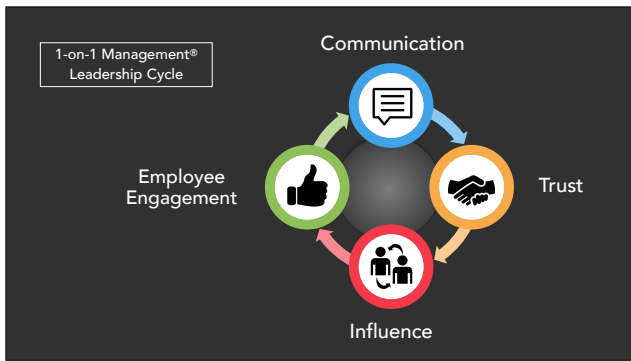 1-on-1 Management®
Leadership Cycle
Communication
Employee
Engagement
Trust
Influence